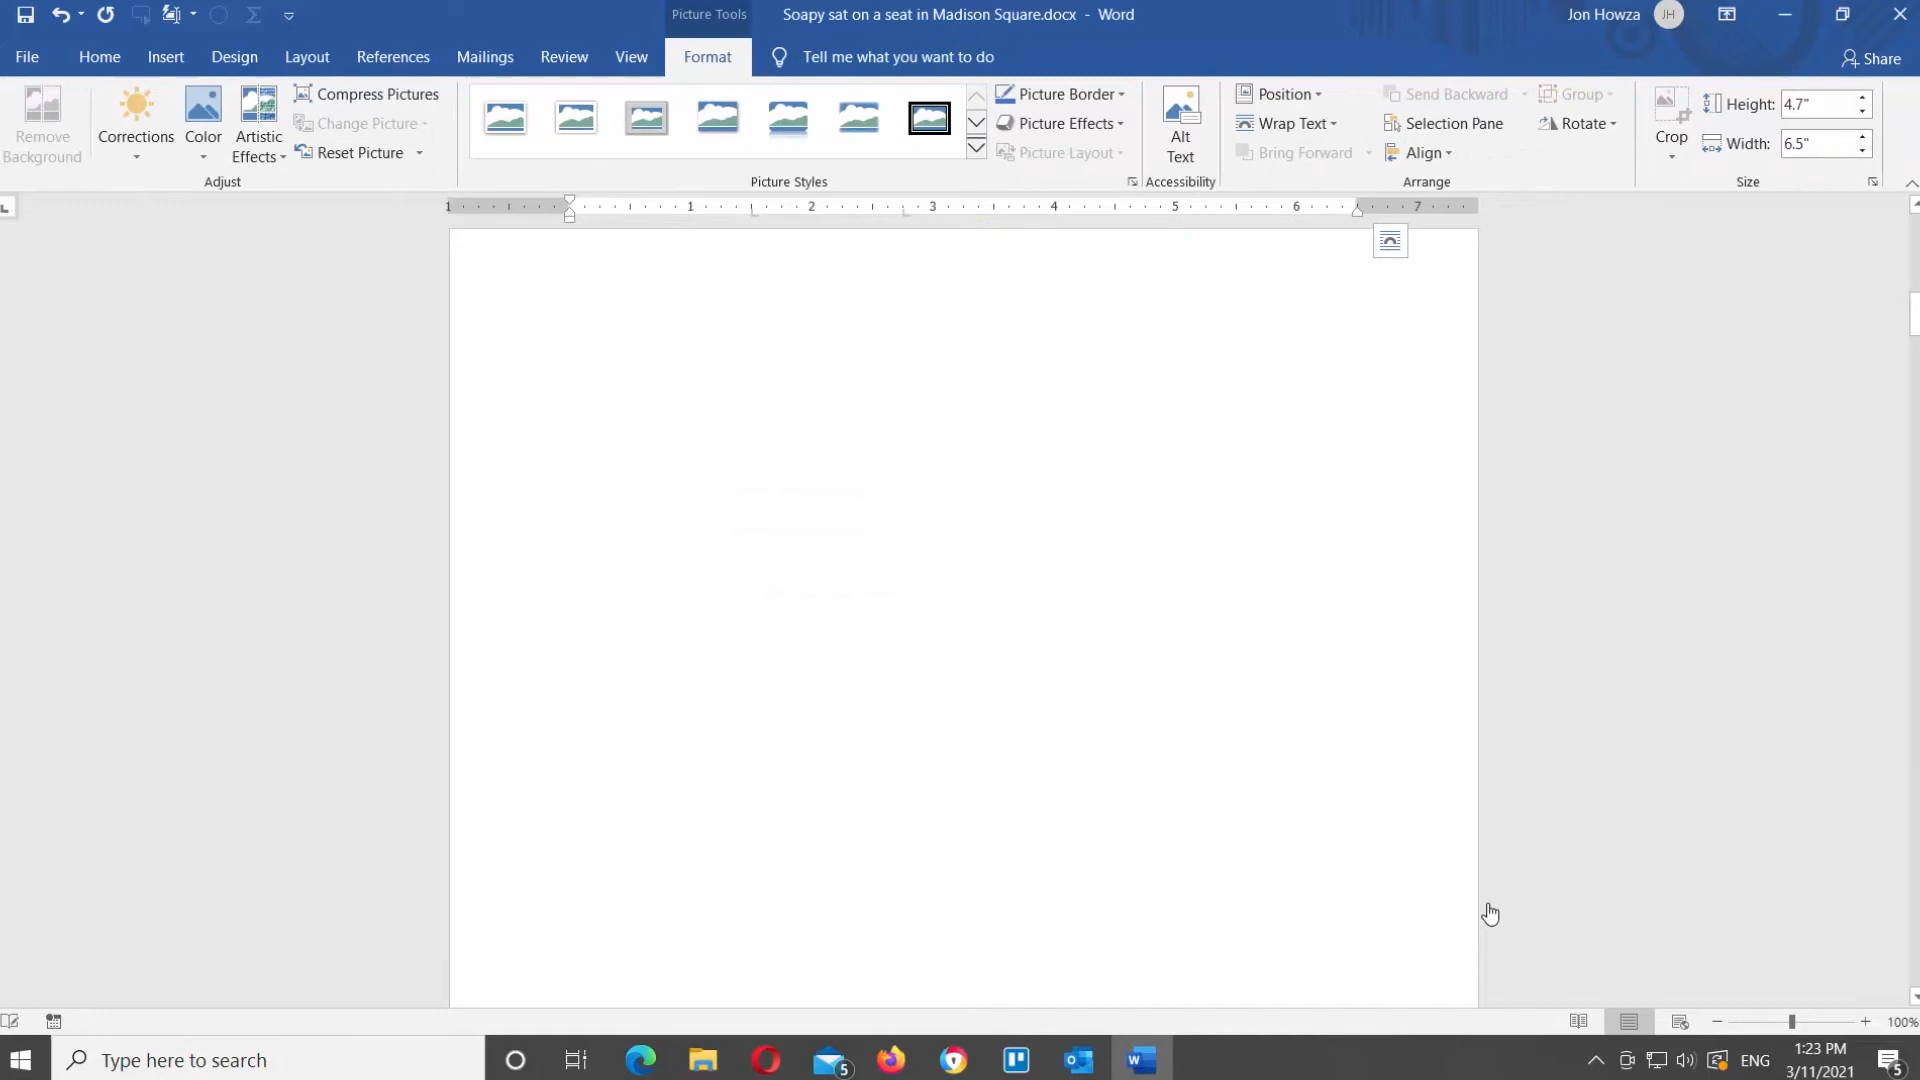 Picture Tools
Soapy sat on a seat in Madison Square.docx - Word
Jon Howza
JH
File
Home
Insert
Design
Layout
References
Mailings
Review
View
Format
Tell me what you want to do
Share
Remove
Background
Corrections
Color
Artistic
Effects
Compress Pictures
Change Picture
Reset Picture
Adjust
Picture Border
Picture Effects
Picture Layout
Picture Styles
Alt
Text
Accessibility
Position
Wrap Text
Bring Forward
Send Backward
Selection Pane
Align
Group
Rotate
Arrange
Crop
Height: 4.7"
Width: 6.5"
Size
1 1 2 3 4 5 6 7
100%
Type here to search
5
ENG
1:23 PM
3/11/2021
5